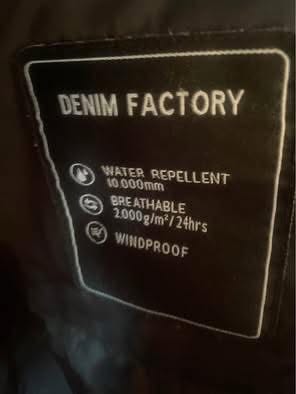 DENIM FACTORY
WATER REPELLENT
10.000mm
BREATHABLE
2.000g/m²/24hrs
WINDPROOF